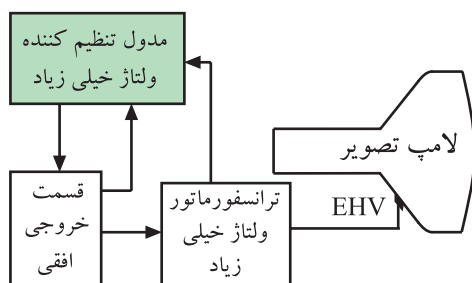 مدول تنظیم کننده
ولتاژ خیلی زیاد
لامپ تصویر
قسمت
خروجی
افقی
ترانسفورماتور
ولتاژ خیلی
زیاد
EHV